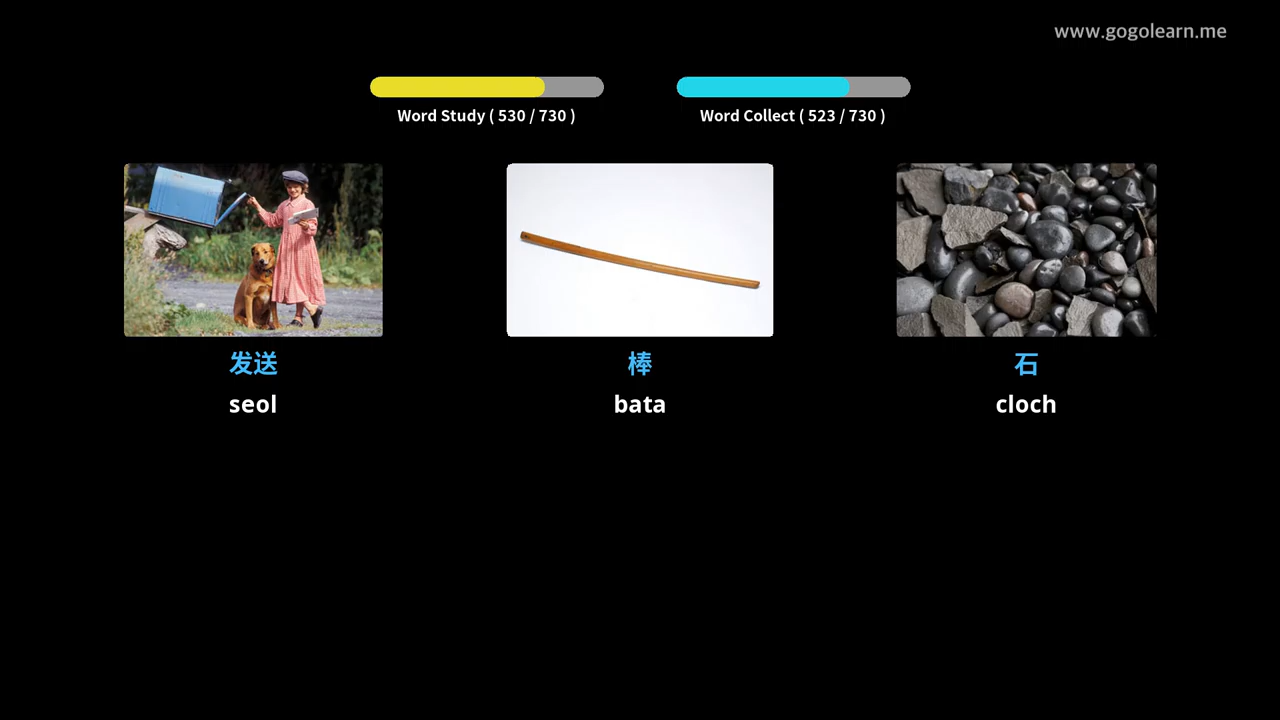 www.gogolearn.me
Word Study ( 530 / 730 )
Word Collect ( 523 / 730 )
发送
棒
石
seol
bata
cloch